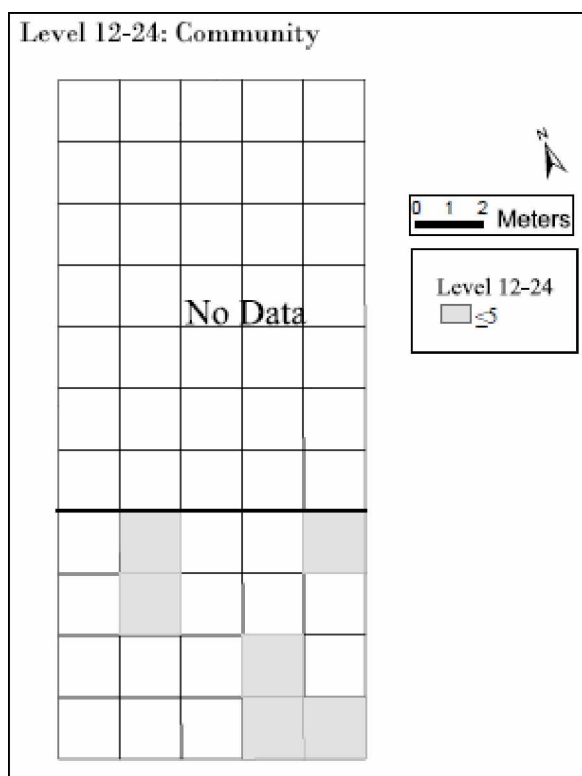 Level 12-24: Community
N
0 1 2
Meters
No Data
Level 12-24
≤5